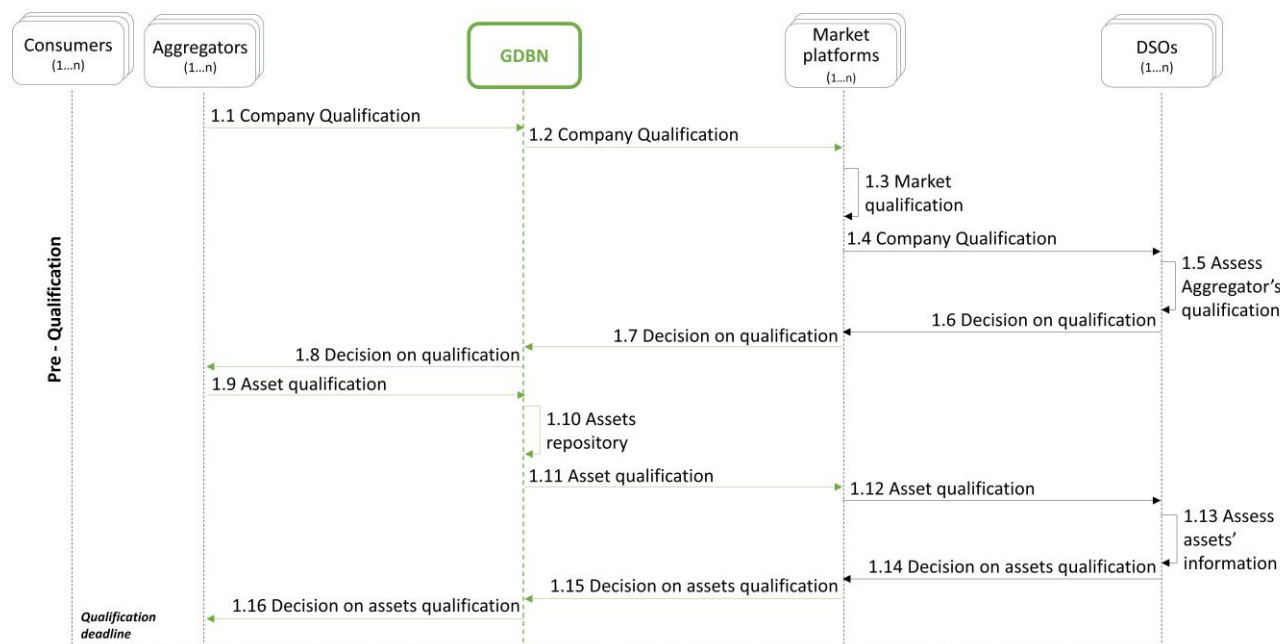 Consumers
(1...n)
Aggregators
(1...n)
GDBN
Market
platforms
(1...n)
DSOs
(1...n)
1.1 Company Qualification
1.2 Company Qualification
1.3 Market
qualification
1.4 Company Qualification
1.5 Assess
Aggregator's
qualification
1.6 Decision on qualification
1.7 Decision on qualification
1.8 Decision on qualification
1.9 Asset qualification
1.10 Assets
repository
1.11 Asset qualification
1.12 Asset qualification
1.13 Assess
assets'
information
1.14 Decision on assets qualification
1.15 Decision on assets qualification
1.16 Decision on assets qualification
Pre - Qualification
Qualification
deadline